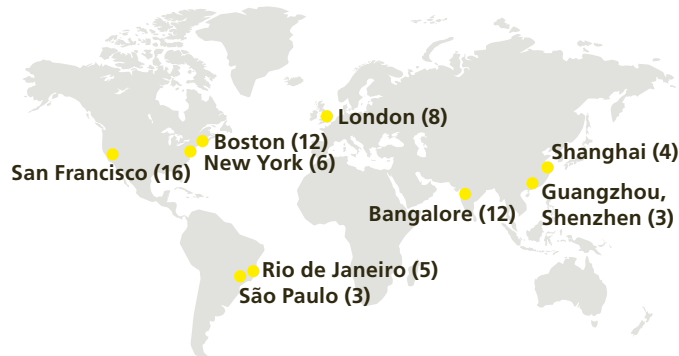 London (8)
Boston (12)
New York (6)
San Francisco (16)
Shanghai (4)
Guangzhou,
Shenzhen (3)
Bangalore (12)
Rio de Janeiro (5)
São Paulo (3)